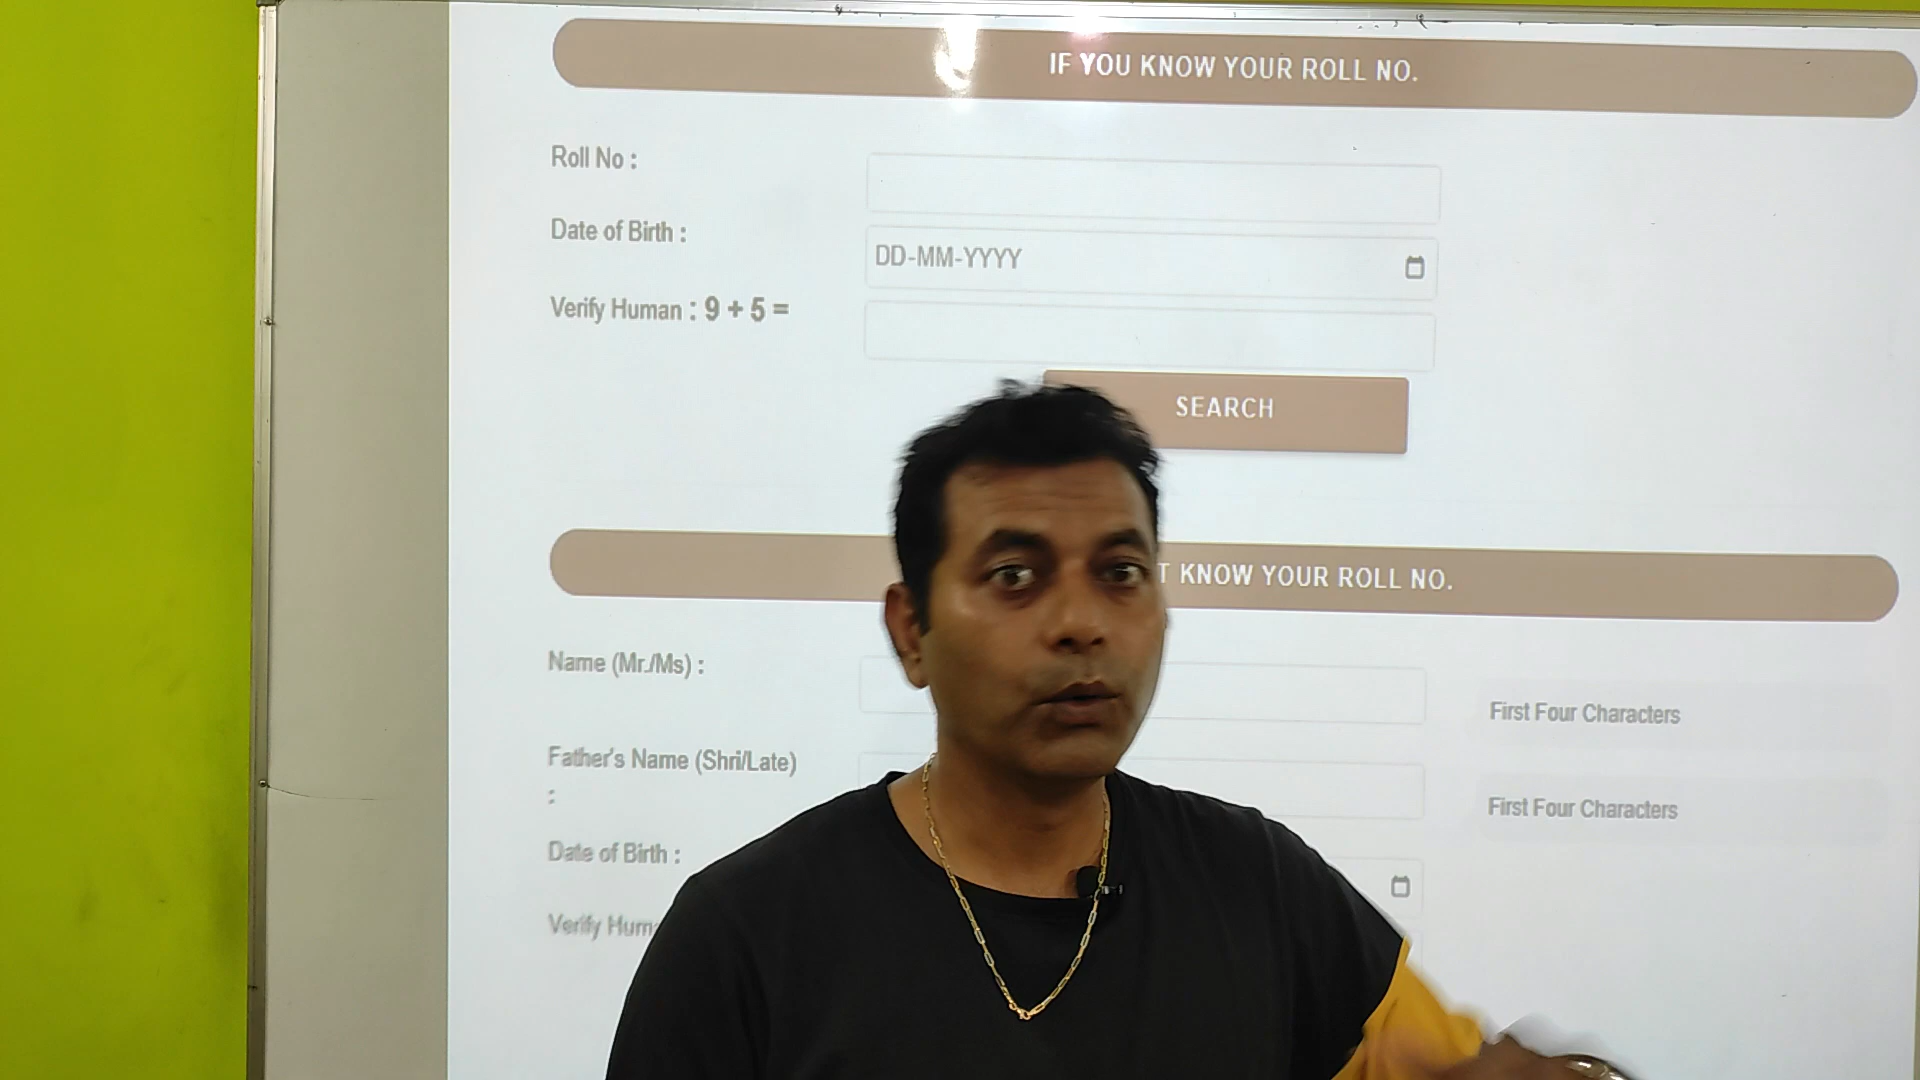 IF YOU KNOW YOUR ROLL NO.
Roll No :
Date of Birth :
DD-MM-YYYY
Verify Human : 9 + 5 =
SEARCH
T KNOW YOUR ROLL NO.
Name (Mr./Ms) :
First Four Characters
Father's Name (Shri/Late)
:
First Four Characters
Date of Birth :
Verify Huma